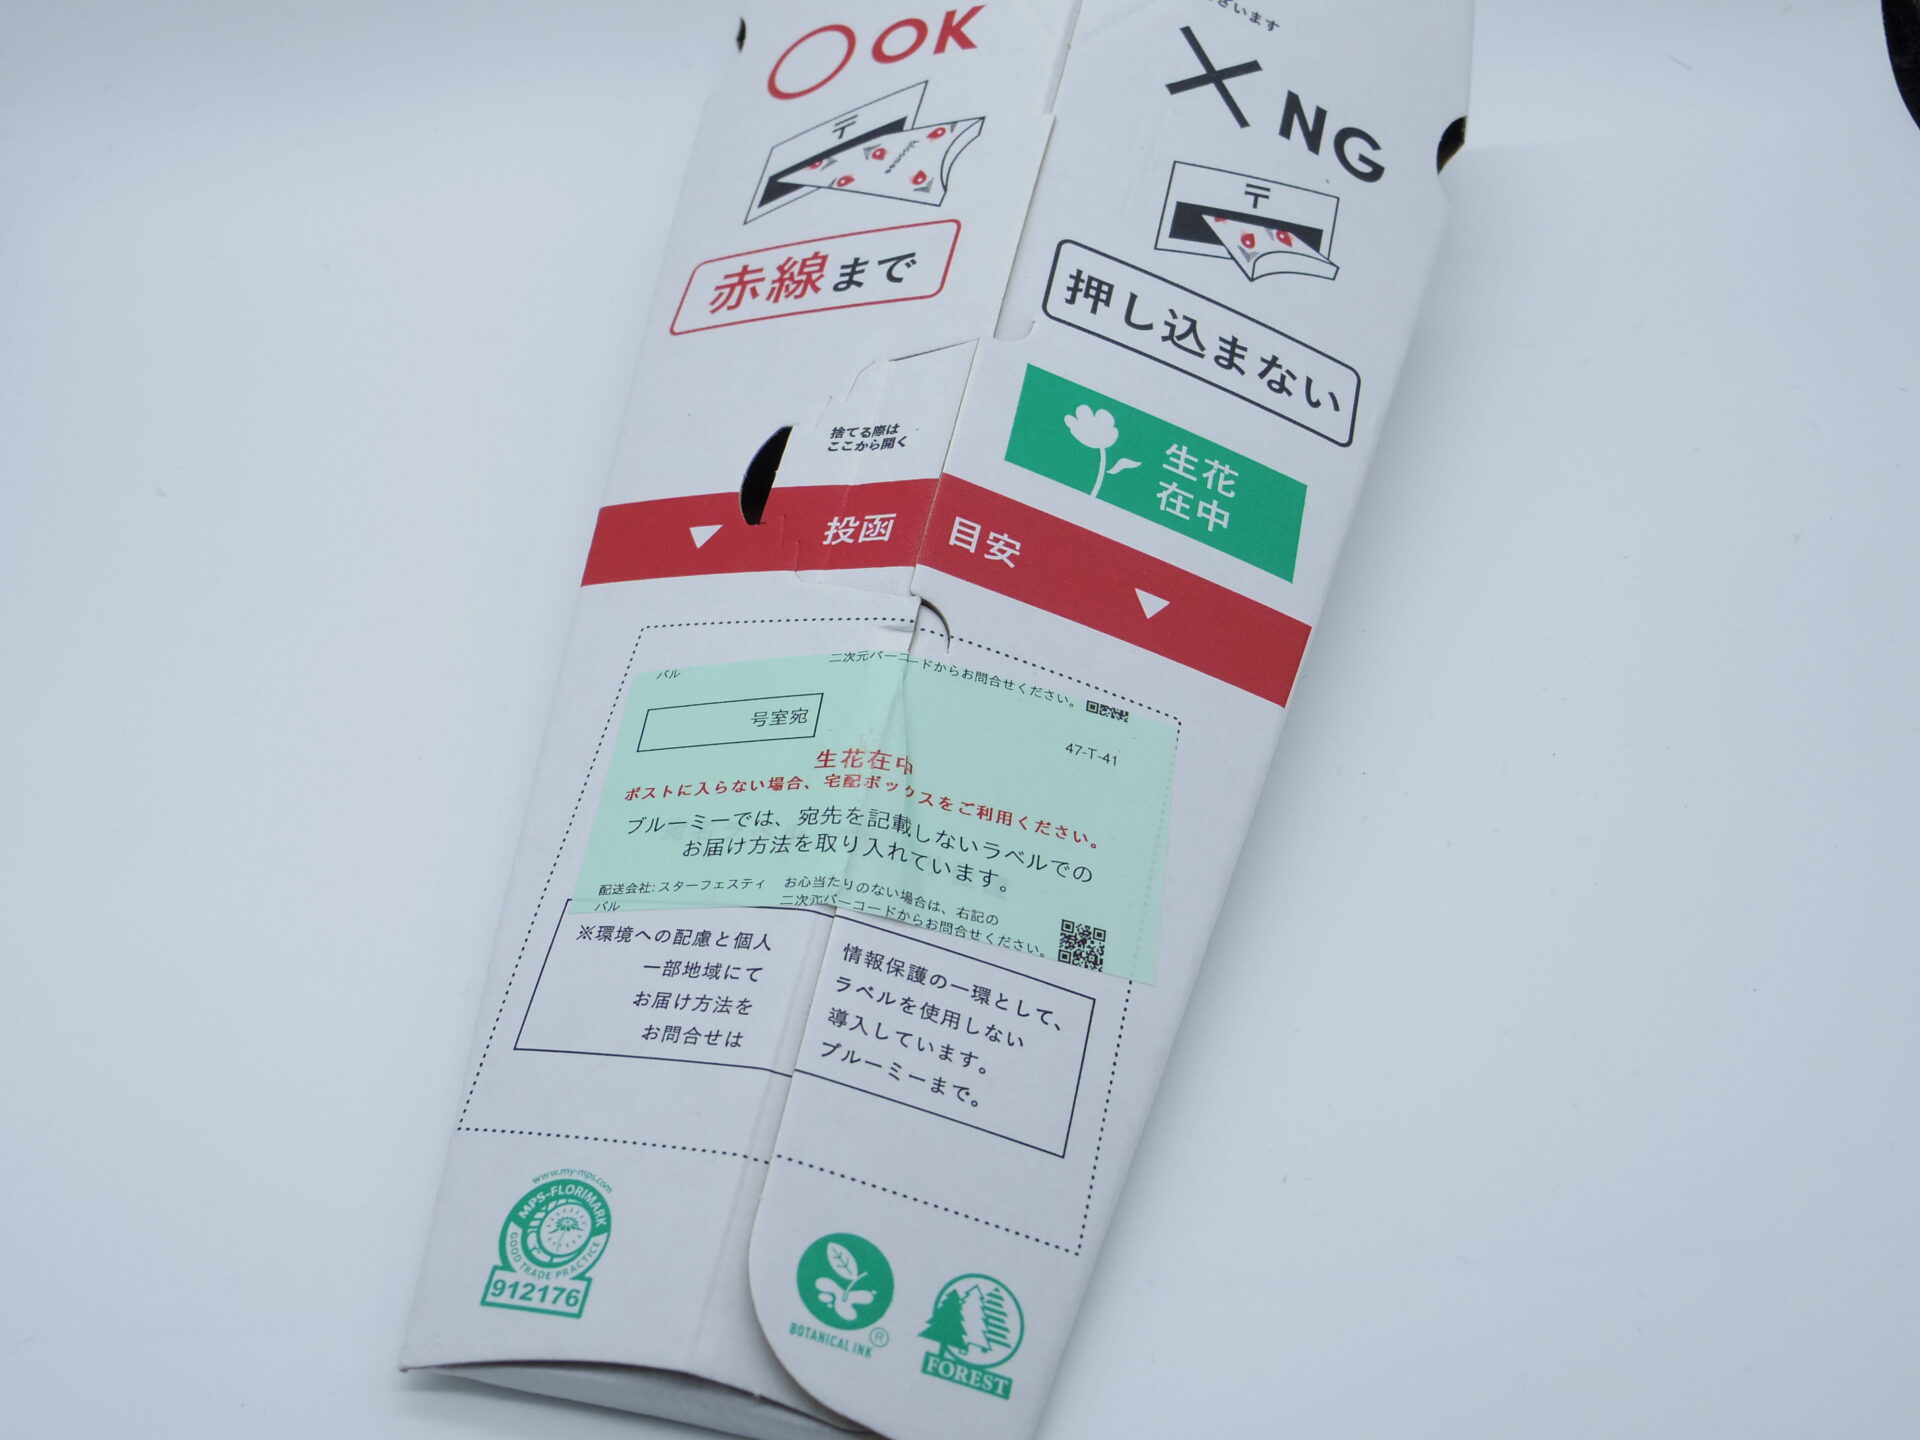 ざいます
OK
NG
〒
bloomee
〒
赤線まで
押し込まない
捨てる際は
ここから開く
生花
在中
投函 目安
バル
二次元バーコードからお問合せください。
号室宛
47-T-41
生花在中
ポストに入らない場合、宅配ボックスをご利用ください。
ブルーミーでは、宛先を記載しないラベルでの
お届け方法を取り入れています。
配送会社: スターフェスティ
バル
お心当たりのない場合は、右記の
二次元バーコードからお問合せください。
※環境への配慮と個人情報保護の一環として、
一部地域にてラベルを使用しない
お届け方法を導入しています。
お問合せはブルーミーまで。
www.my-mps.com
MPS-FLORIMARK
GOOD TRADE PRACTICE
912176
BOTANICAL INK
®
FOREST